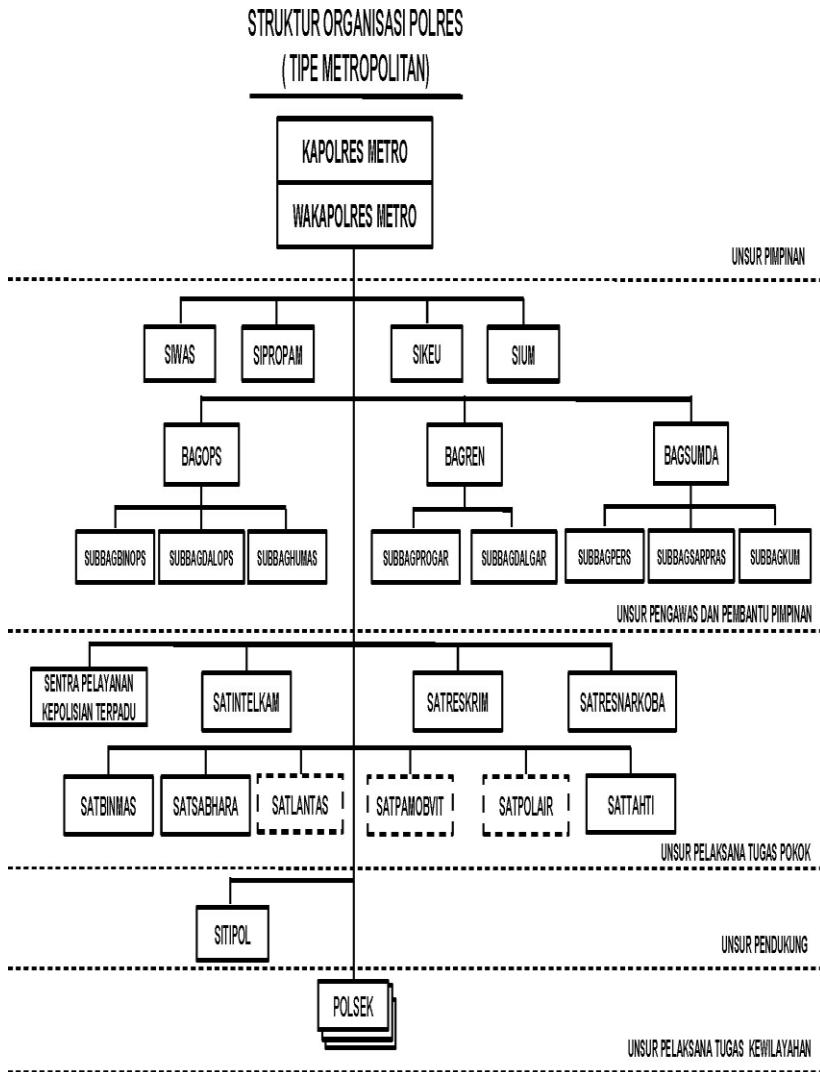 STRUKTUR ORGANISASI POLRES
( TIPE METROPOLITAN)
KAPOLRES METRO
WAKAPOLRES METRO
UNSUR PIMPINAN
SIWAS
SIPROPAM
SIKEU
SIUM
BAGOPS
BAGREN
BAGSUMDA
SUBBAGBINOPS
SUBBAGDALOPS
SUBBAGHUMAS
SUBBAGPROGAR
SUBBAGDALGAR
SUBBAGPERS
SUBBAGSARPRAS
SUBBAGKUM
UNSUR PENGAWAS DAN PEMBANTU PIMPINAN
SENTRA PELAYANAN
KEPOLISIAN TERPADU
SATINTELKAM
SATRESKRIM
SATRESNARKOBA
SATBINMAS
SATSABHARA
SATLANTAS
SATPAMOBVIT
SATPOLAIR
SATTAHTI
UNSUR PELAKSANA TUGAS POKOK
SITIPOL
UNSUR PENDUKUNG
POLSEK
UNSUR PELAKSANA TUGAS KEWILAYAHAN